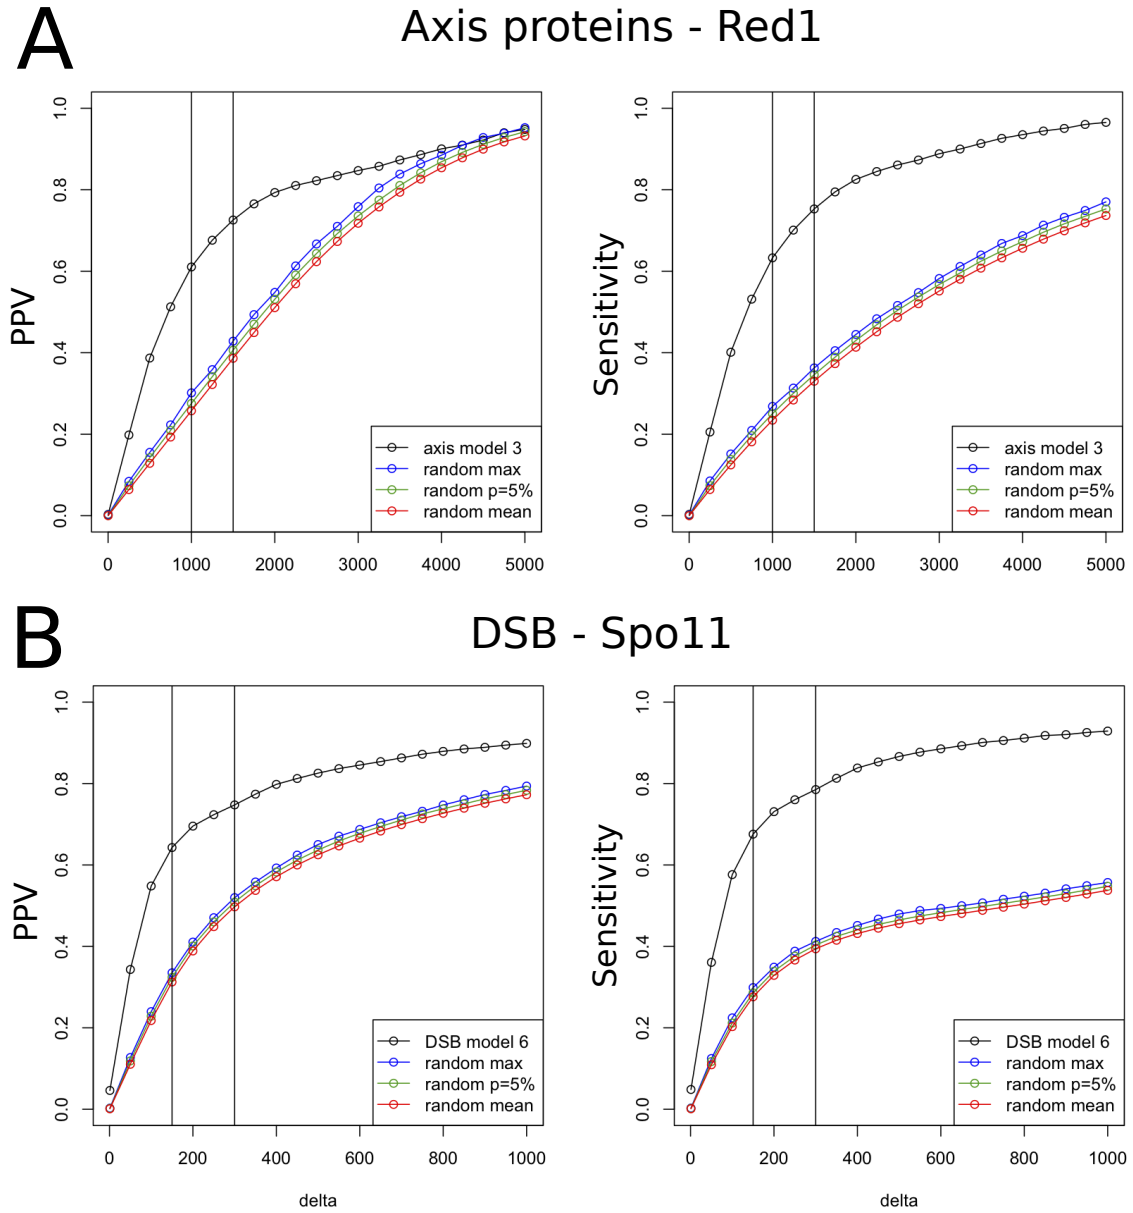 A
Axis proteins - Red1
PPV
0.0 0.2 0.4 0.6 0.8 1.0
0 1000 2000 3000 4000 5000
axis model 3
random max
random p=5%
random mean
Sensitivity
0.0 0.2 0.4 0.6 0.8 1.0
0 1000 2000 3000 4000 5000
axis model 3
random max
random p=5%
random mean
B
DSB - Spo11
PPV
0.0 0.2 0.4 0.6 0.8 1.0
0 200 400 600 800 1000
delta
DSB model 6
random max
random p=5%
random mean
Sensitivity
0.0 0.2 0.4 0.6 0.8 1.0
0 200 400 600 800 1000
delta
DSB model 6
random max
random p=5%
random mean